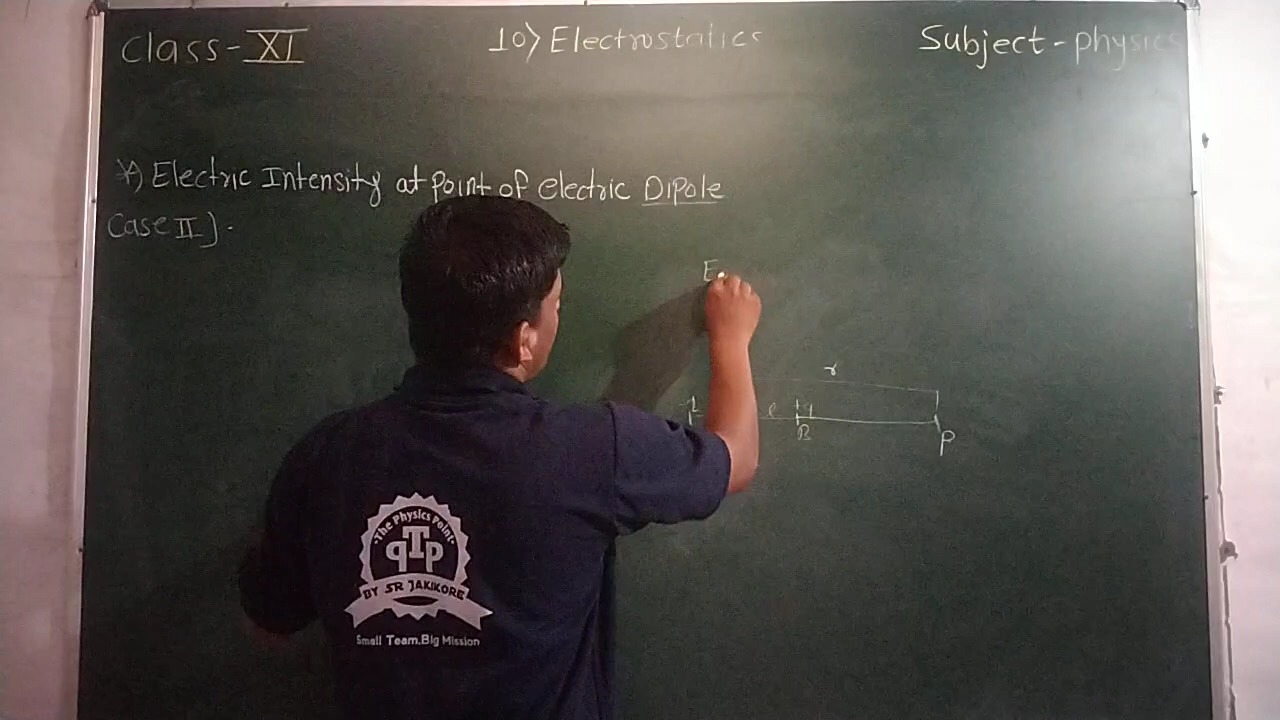 Class-XI
10) Electrostatics
Subject-physics
*) Electric Intensity at point of electric Dipole
Case II).
E
r
l
B
P
The Physics Point
qTp
BY SR JAKIKORE
Small Team.Big Mission